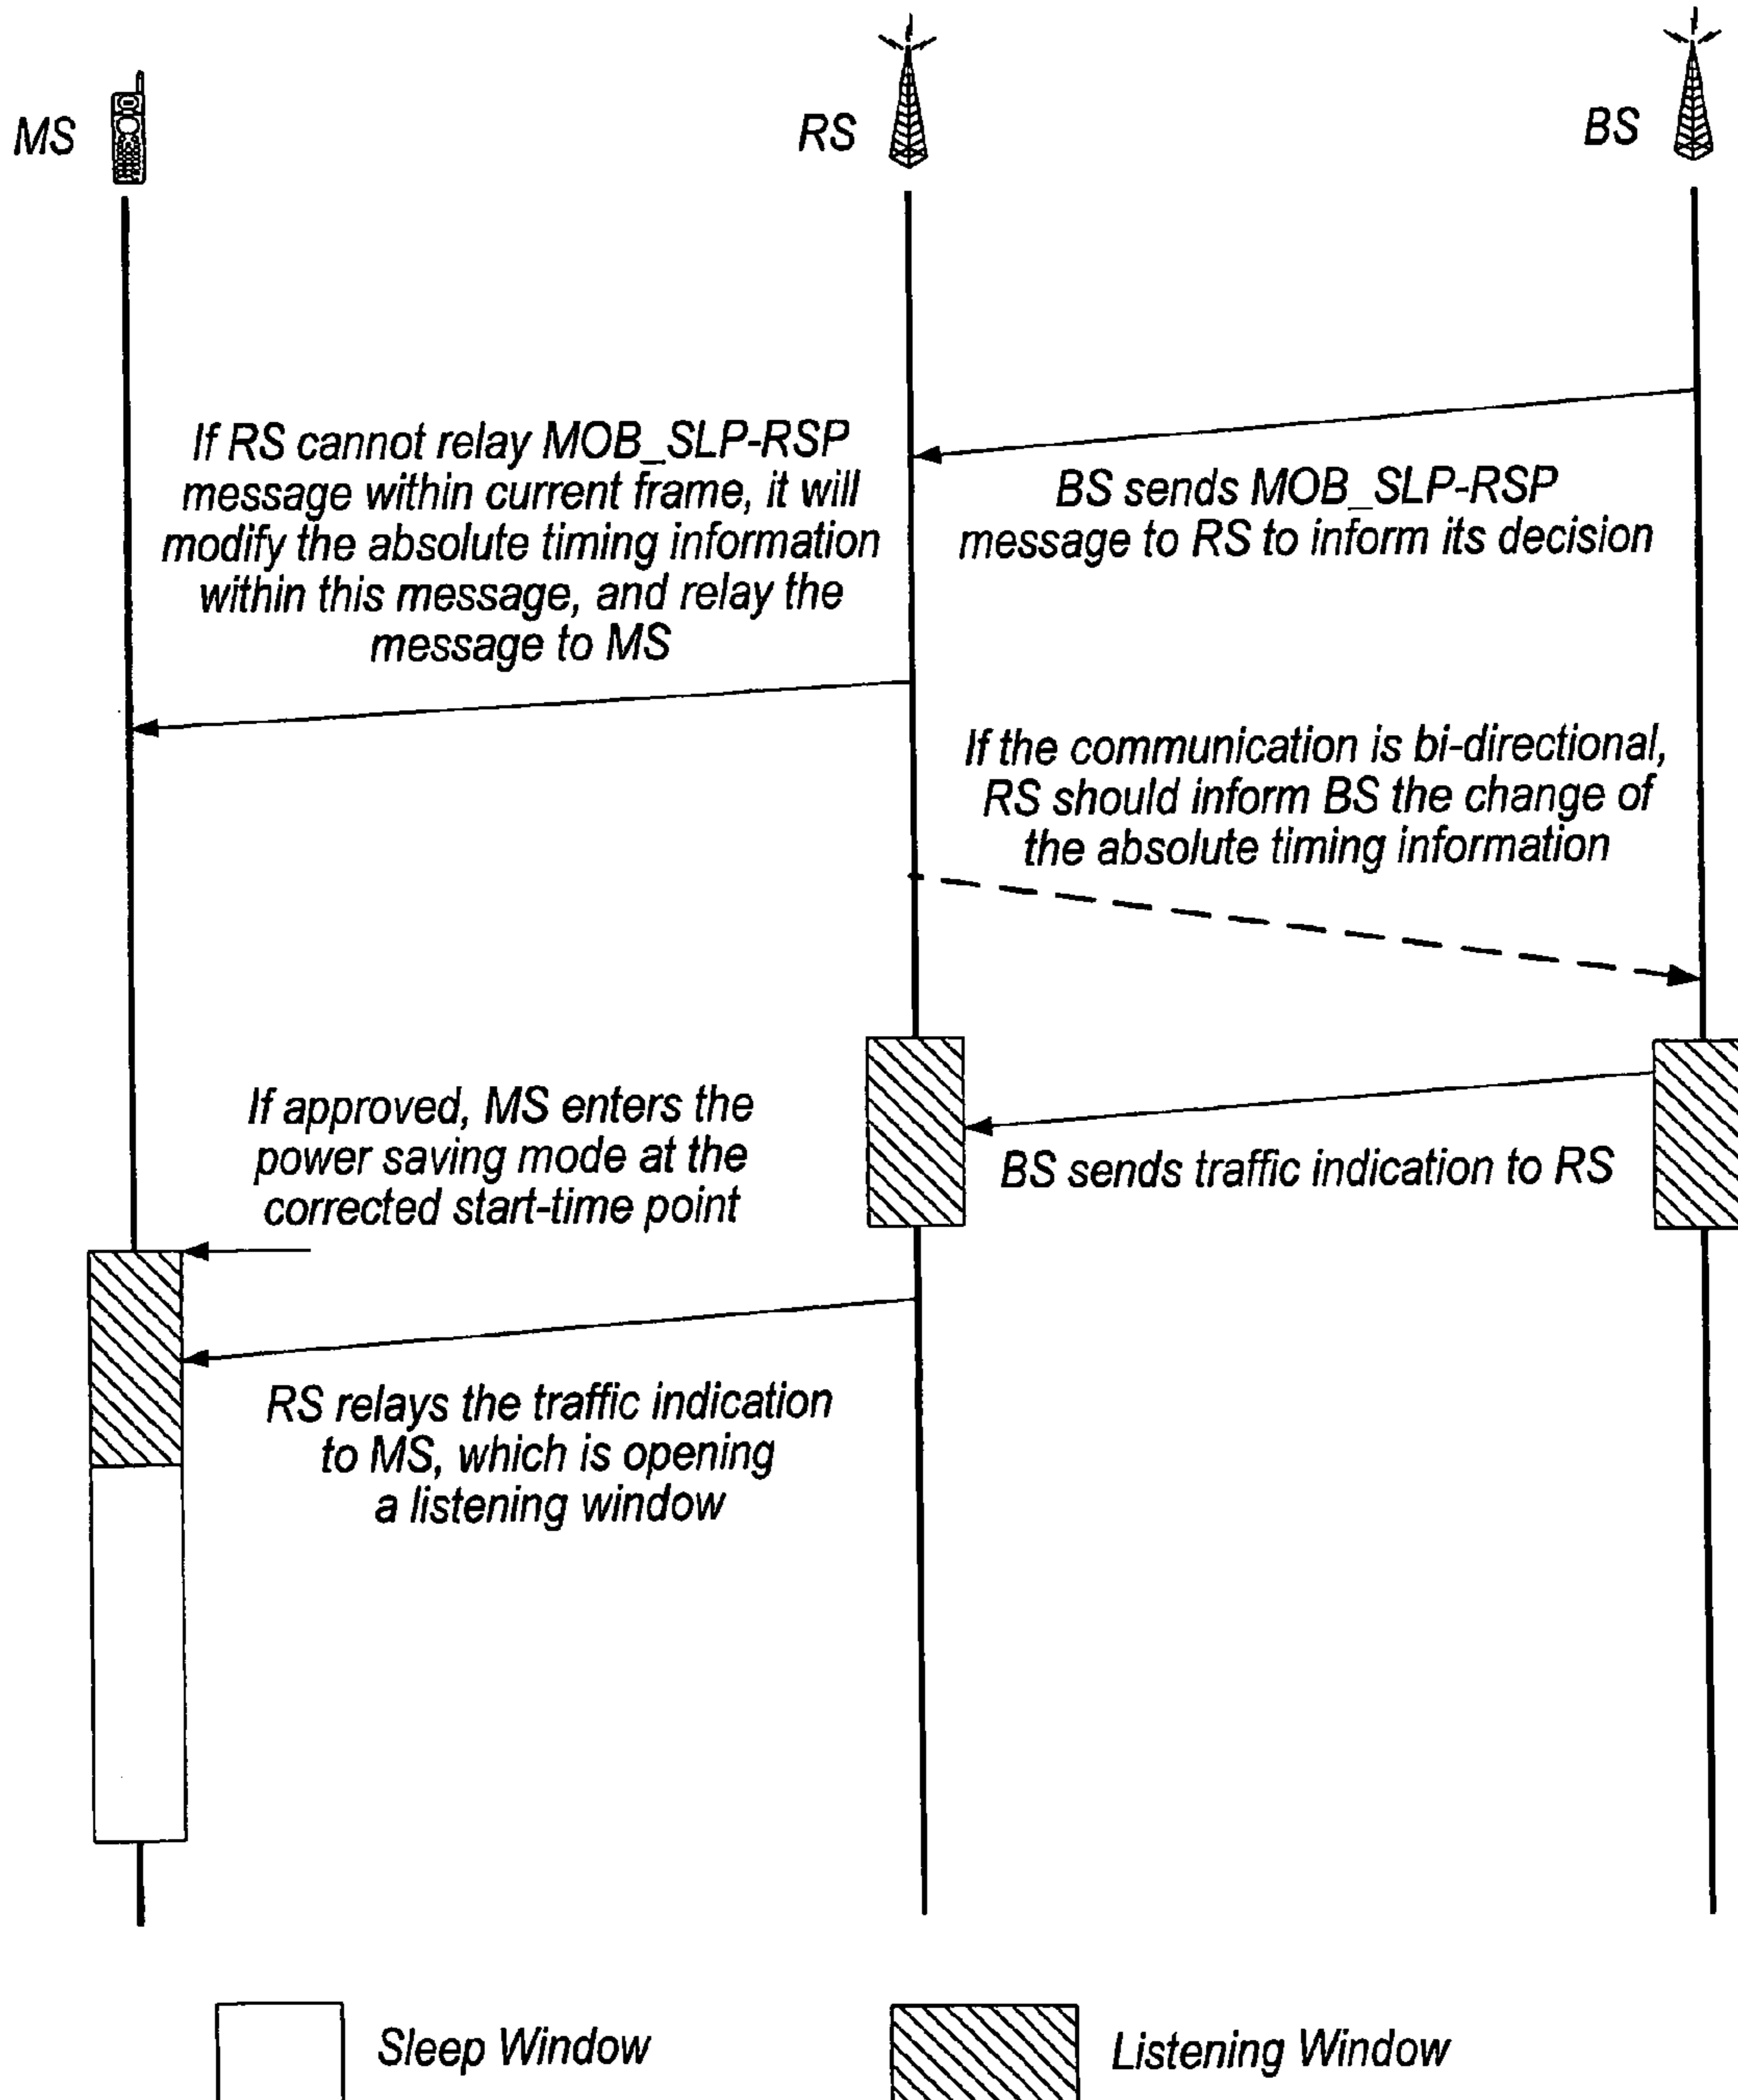 MS
RS
BS
If RS cannot relay MOB_SLP-RSP
message within current frame, it will
modify the absolute timing information
within this message, and relay the
message to MS
BS sends MOB_SLP-RSP
message to RS to inform its decision
If the communication is bi-directional,
RS should inform BS the change of
the absolute timing information
If approved, MS enters the
power saving mode at the
corrected start-time point
BS sends traffic indication to RS
RS relays the traffic indication
to MS, which is opening
a listening window
Sleep Window
Listening Window